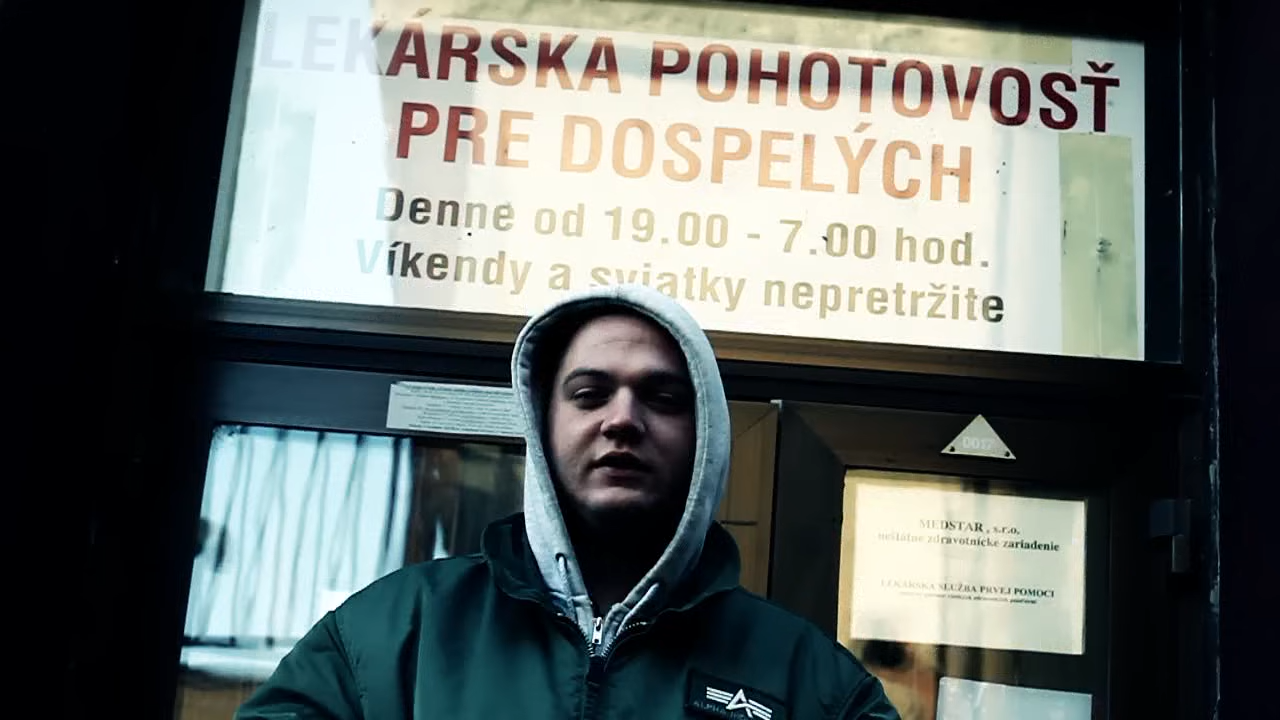 LEKÁRSKA POHOTOVOSŤ
PRE DOSPELÝCH
Denne od 19.00 - 7.00 hod.
Víkendy a sviatky nepretržite
0017
MEDSTAR , s.r.o.
neštátne zdravotnícke zariadenie
LEKÁRSKA SLUŽBA PRVEJ POMOCI
ALPHA